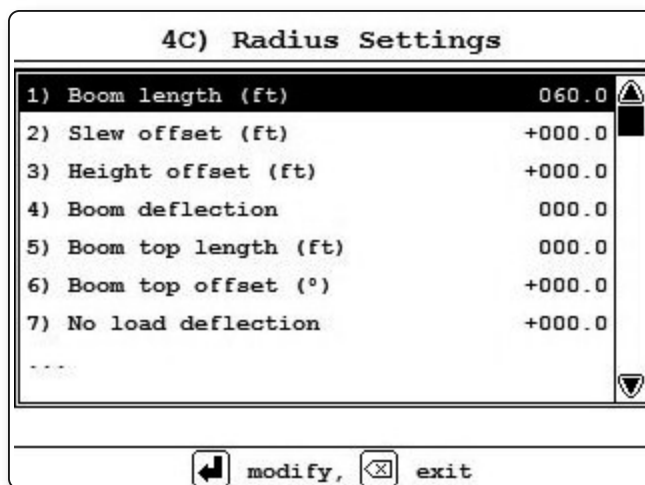 4C) Radius Settings
1) Boom length (ft) 060.0
2) Slew offset (ft) +000.0
3) Height offset (ft) +000.0
4) Boom deflection 000.0
5) Boom top length (ft) 000.0
6) Boom top offset (º) +000.0
7) No load deflection +000.0
...
modify, exit